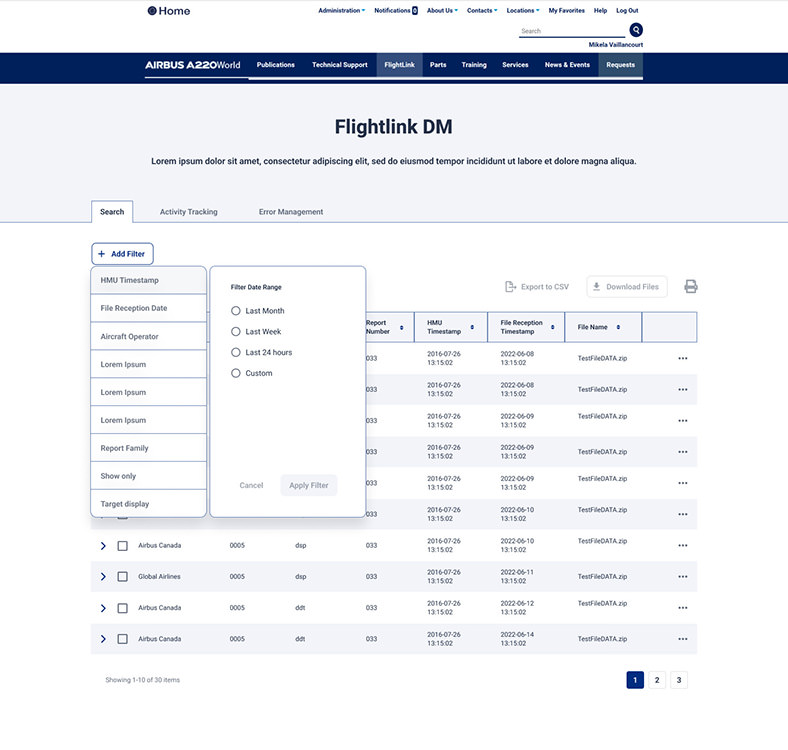 Home
Administration Notifications 0 About Us Contacts Locations My Favorites Help Log Out
Search
Mikela Vaillancourt
AIRBUS A220World Publications Technical Support FlightLink Parts Training Services News & Events Requests
Flightlink DM
Lorem ipsum dolor sit amet, consectetur adipiscing elit, sed do eiusmod tempor incididunt ut labore et dolore magna aliqua.
Search Activity Tracking Error Management
+ Add Filter
HMU Timestamp
File Reception Date
Aircraft Operator
Lorem Ipsum
Lorem Ipsum
Lorem Ipsum
Report Family
Show only
Target display
Filter Date Range
Last Month
Last Week
Last 24 hours
Custom
Cancel Apply Filter
Export to CSV Download Files
Report Number HMU Timestamp File Reception Timestamp File Name
033 2016-07-26 13:15:02 2022-06-08 13:15:02 TestFileDATA.zip
033 2016-07-26 13:15:02 2022-06-08 13:15:02 TestFileDATA.zip
033 2016-07-26 13:15:02 2022-06-09 13:15:02 TestFileDATA.zip
033 2016-07-26 13:15:02 2022-06-09 13:15:02 TestFileDATA.zip
033 2016-07-26 13:15:02 2022-06-09 13:15:02 TestFileDATA.zip
033 2016-07-26 13:15:02 2022-06-10 13:15:02 TestFileDATA.zip
Airbus Canada 0005 dsp 033 2016-07-26 13:15:02 2022-06-10 13:15:02 TestFileDATA.zip
Global Airlines 0005 dsp 033 2016-07-26 13:15:02 2022-06-11 13:15:02 TestFileDATA.zip
Airbus Canada 0005 ddt 033 2016-07-26 13:15:02 2022-06-12 13:15:02 TestFileDATA.zip
Airbus Canada 0005 ddt 033 2016-07-26 13:15:02 2022-06-14 13:15:02 TestFileDATA.zip
Showing 1-10 of 30 items
1 2 3